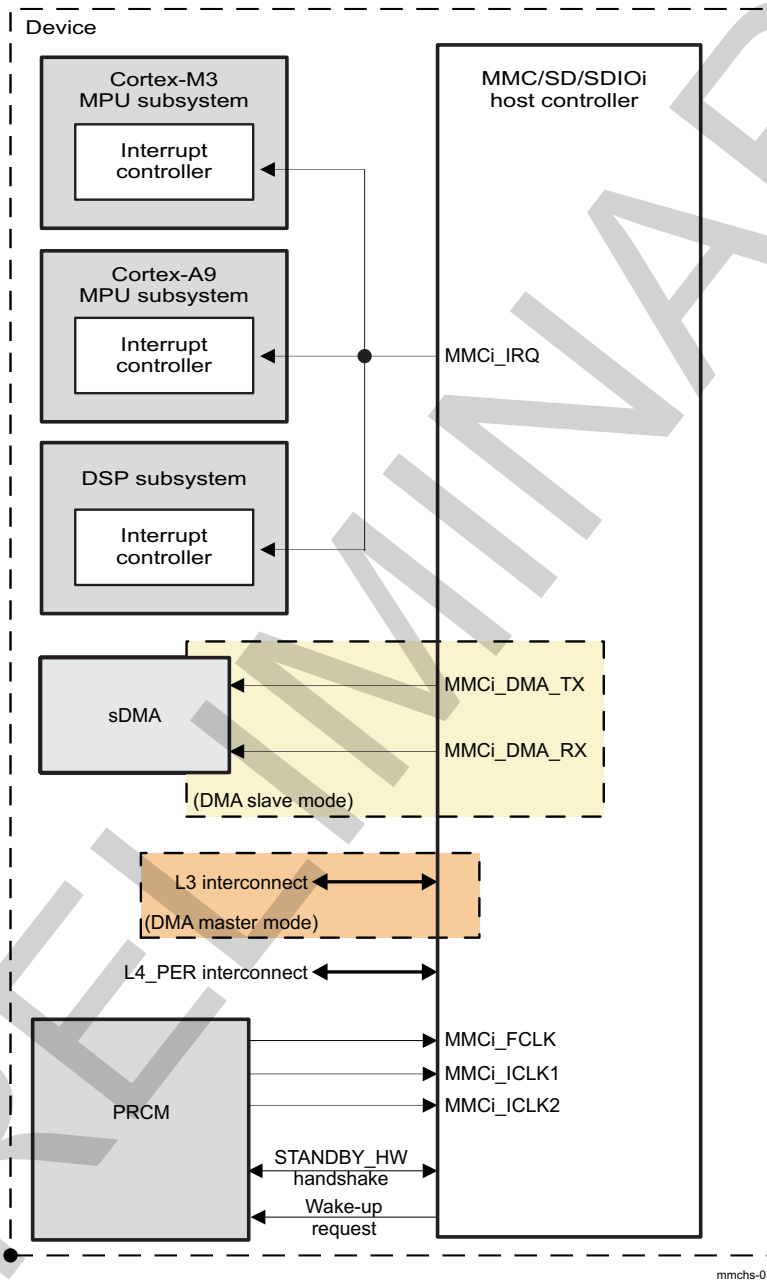 Device
Cortex-M3
MPU subsystem
Interrupt
controller
MMC/SD/SDIOi
host controller
Cortex-A9
MPU subsystem
Interrupt
controller
MMCi_IRQ
DSP subsystem
Interrupt
controller
sDMA
MMCi_DMA_TX
MMCi_DMA_RX
(DMA slave mode)
L3 interconnect
(DMA master mode)
L4_PER interconnect
PRCM
MMCi_FCLK
MMCi_ICLK1
MMCi_ICLK2
STANDBY_HW
handshake
Wake-up
request